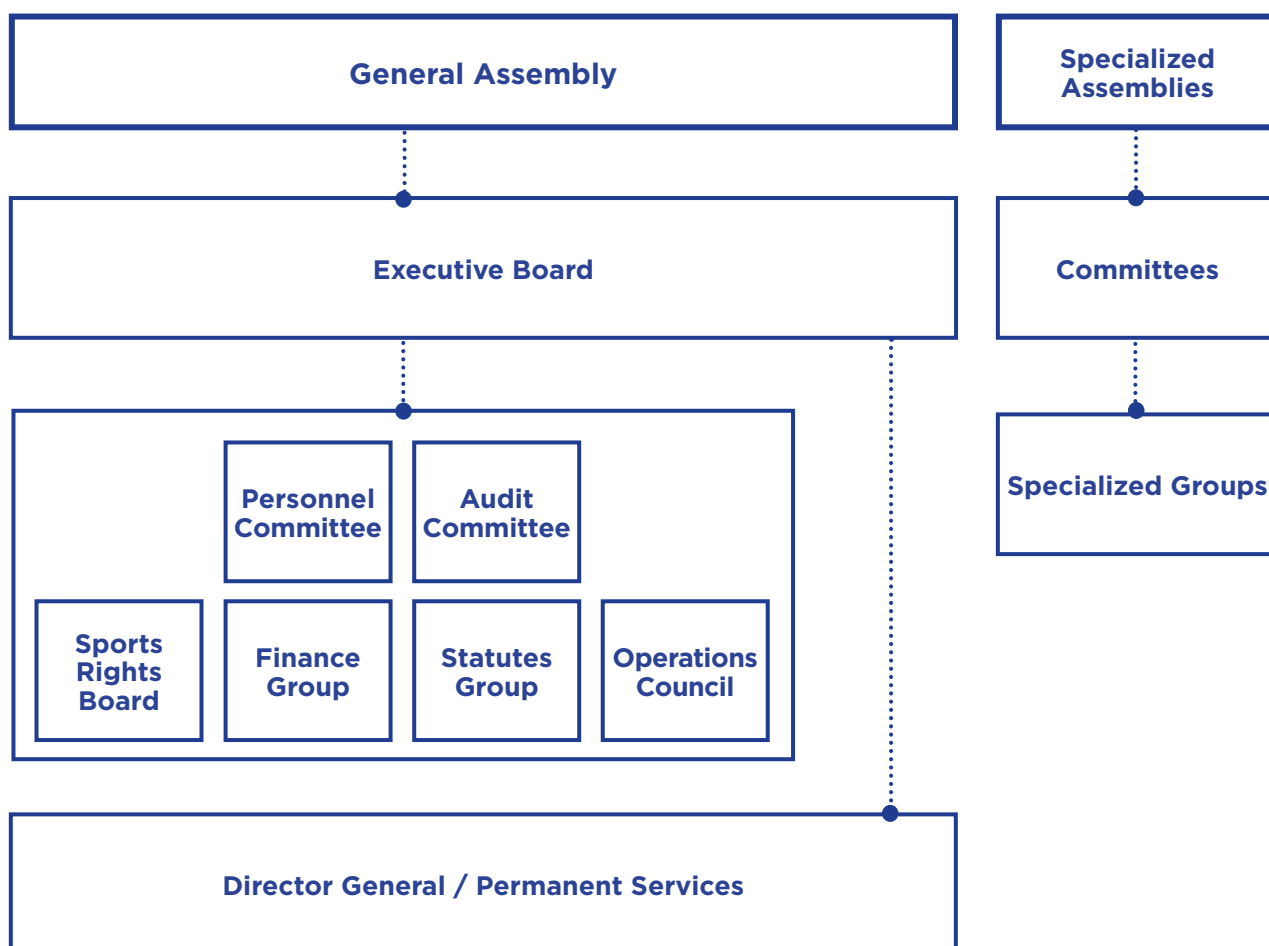 General Assembly
Specialized
Assemblies
Executive Board
Committees
Personnel
Committee
Audit
Committee
Specialized Groups
Sports
Rights
Board
Finance
Group
Statutes
Group
Operations
Council
Director General / Permanent Services